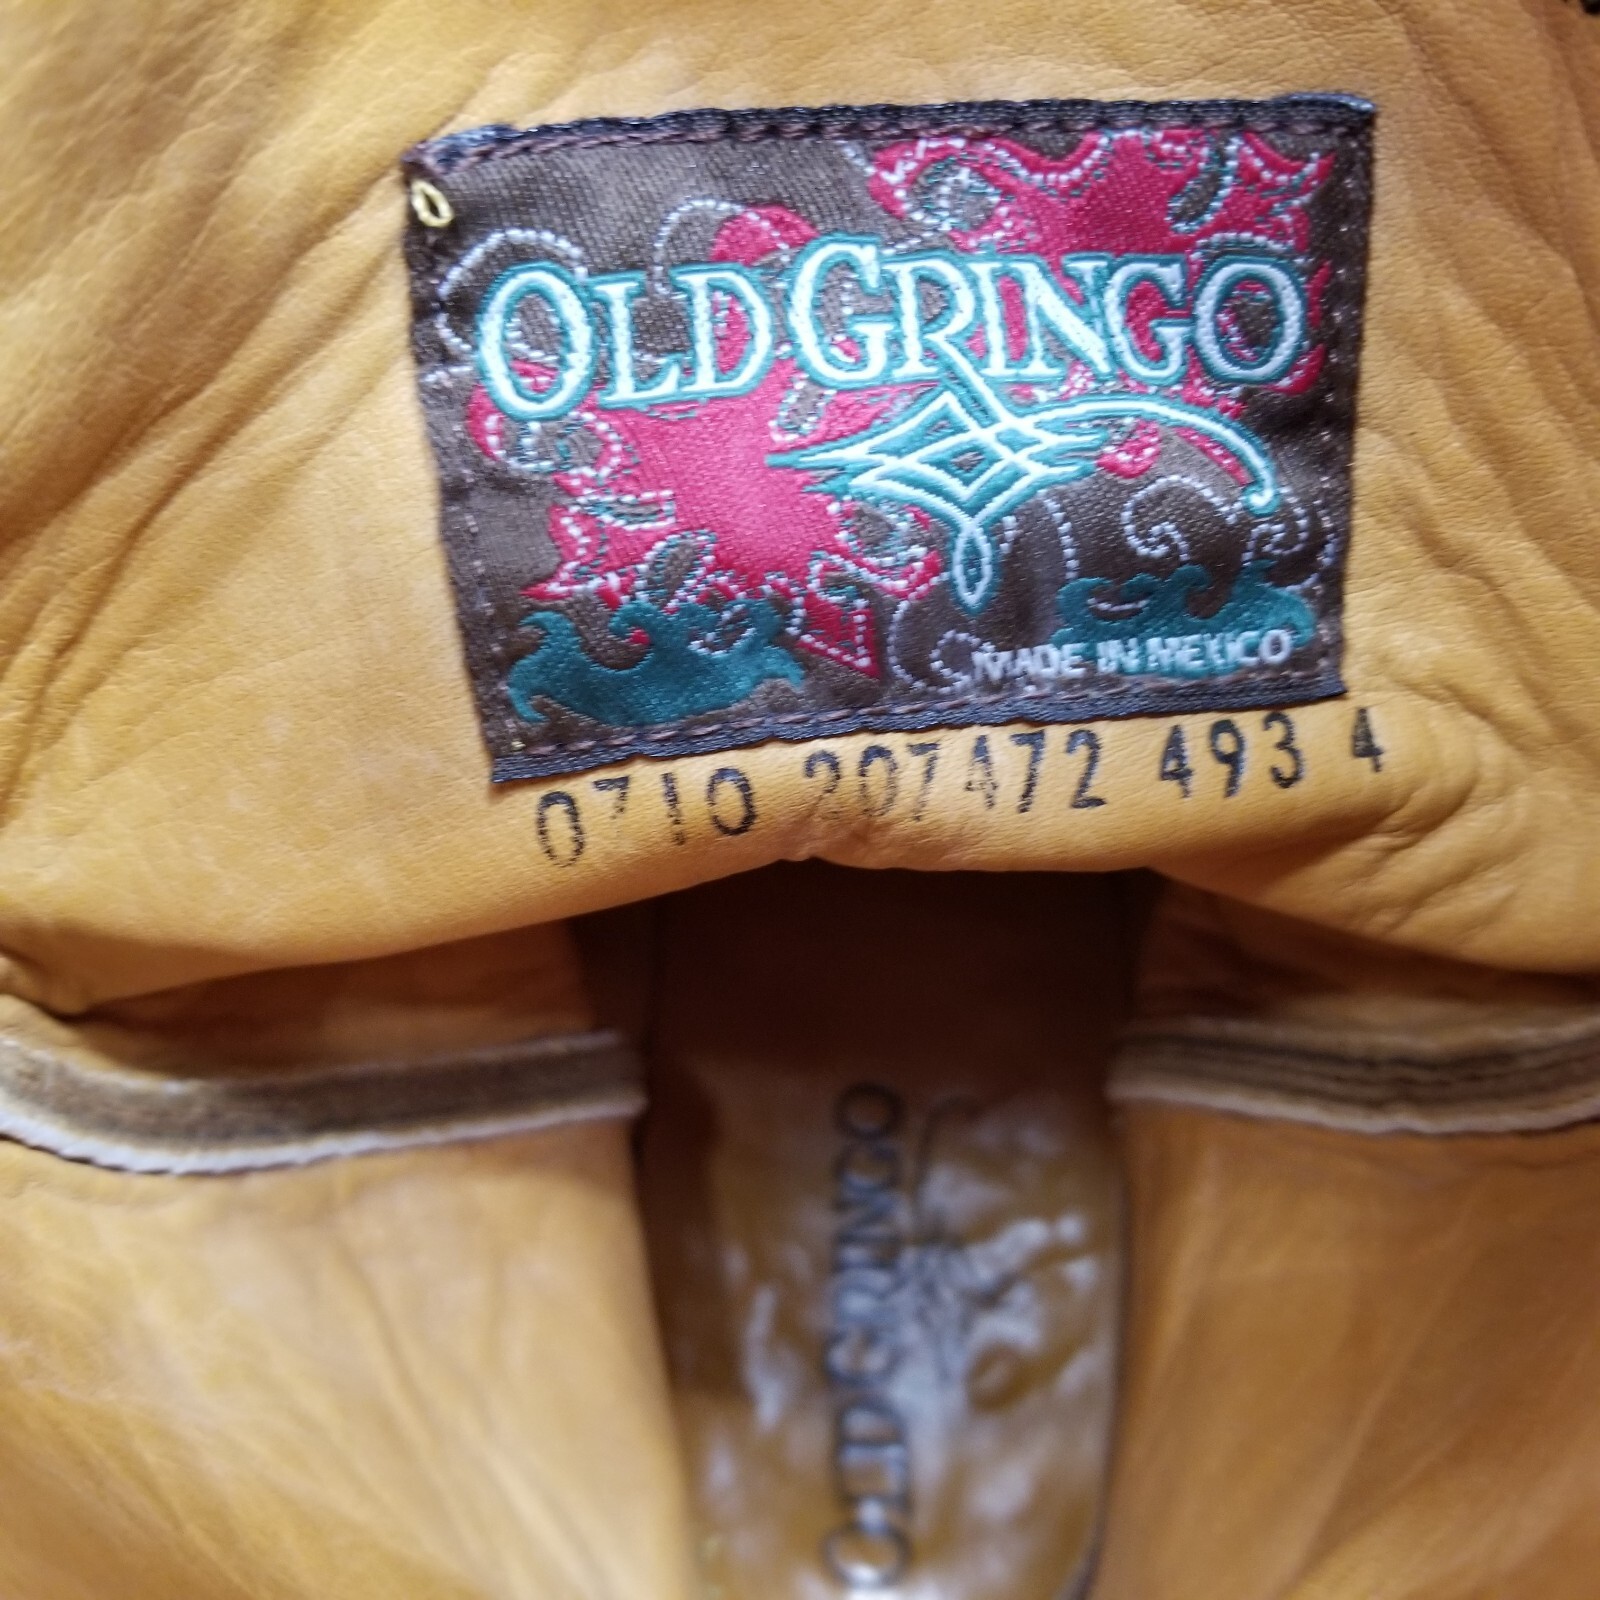 OLD GRINGO
MADE IN MEXICO
0710 207472 493 4
OLD GRINGO